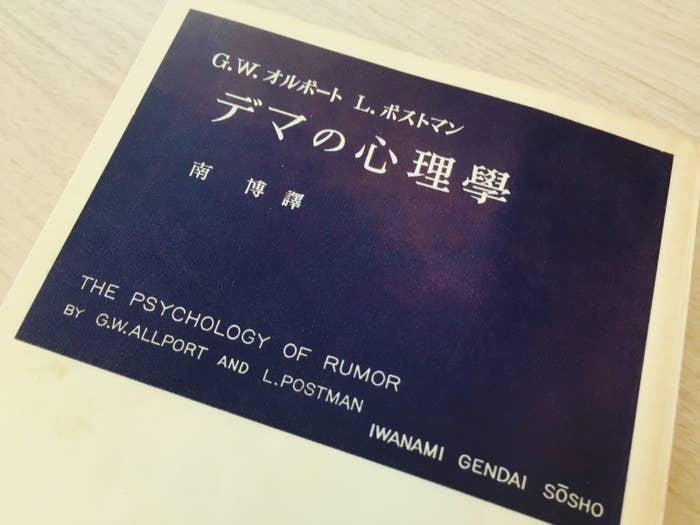 G.W.オルポート L.ポストマン
デマの心理學
南 博譯
THE PSYCHOLOGY OF RUMOR
BY G.W.ALLPORT AND L.POSTMAN
IWANAMI GENDAI SŌSHO